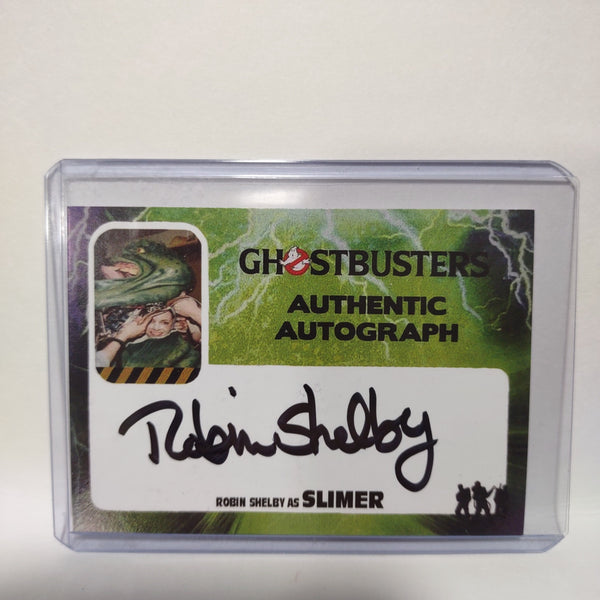 GHOSTBUSTERS
AUTHENTIC
AUTOGRAPH
Robin Shelby
ROBIN SHELBY AS SLIMER